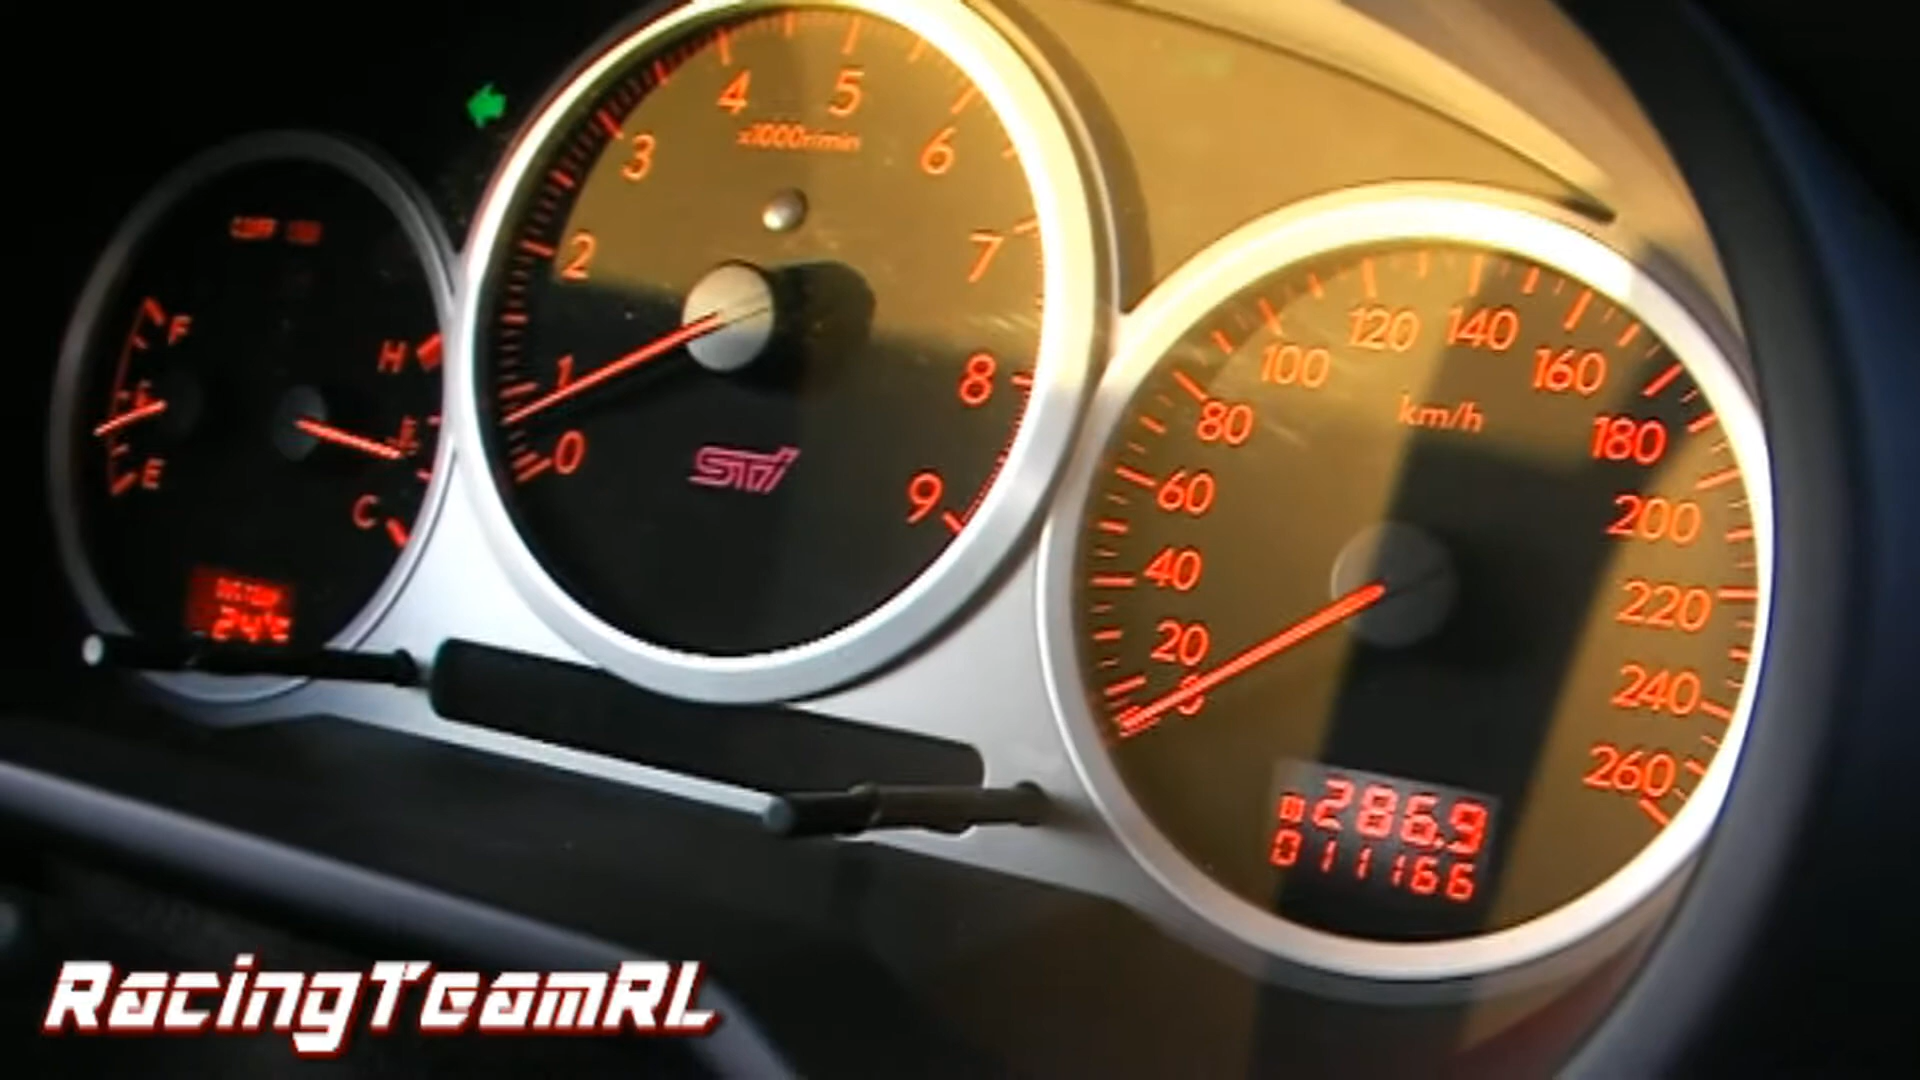 4 5
x1000r/min
3 6
2 7
1 8
0 9
STi
F
E
H
C
24°C
120 140
100 160
km/h
80 180
60 200
40 220
20 240
0 260
286.9
011166
RacingTeamRL